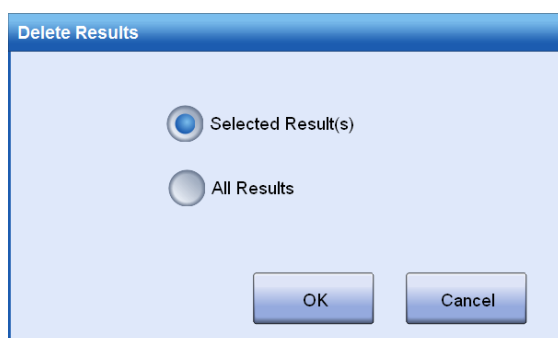 Delete Results
Selected Result(s)
All Results
OK Cancel